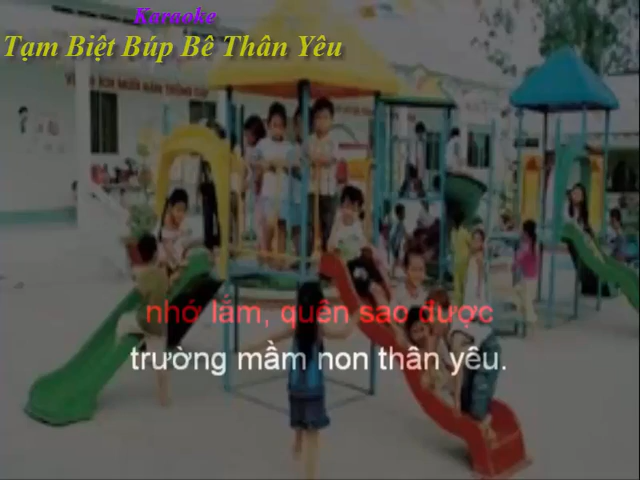 Karaoke
Tạm Biệt Búp Bê Thân Yêu
nhớ lắm, quên sao được
trường mầm non thân yêu.